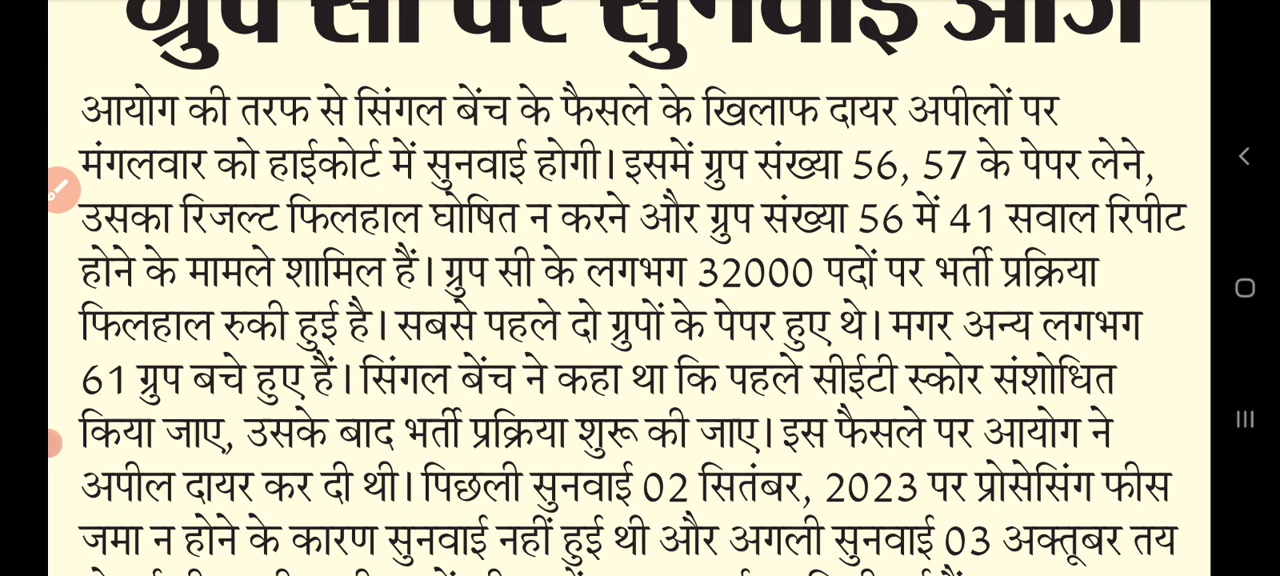 ग्रुप सी पर सुनवाई आज
आयोग की तरफ से सिंगल बेंच के फैसले के खिलाफ दायर अपीलों पर
मंगलवार को हाईकोर्ट में सुनवाई होगी। इसमें ग्रुप संख्या 56, 57 के पेपर लेने,
उसका रिजल्ट फिलहाल घोषित न करने और ग्रुप संख्या 56 में 41 सवाल रिपीट
होने के मामले शामिल हैं। ग्रुप सी के लगभग 32000 पदों पर भर्ती प्रक्रिया
फिलहाल रुकी हुई है। सबसे पहले दो ग्रुपों के पेपर हुए थे। मगर अन्य लगभग
61 ग्रुप बचे हुए हैं। सिंगल बेंच ने कहा था कि पहले सीईटी स्कोर संशोधित
किया जाए, उसके बाद भर्ती प्रक्रिया शुरू की जाए। इस फैसले पर आयोग ने
अपील दायर कर दी थी। पिछली सुनवाई 02 सितंबर, 2023 पर प्रोसेसिंग फीस
जमा न होने के कारण सुनवाई नहीं हुई थी और अगली सुनवाई 03 अक्तूबर तय